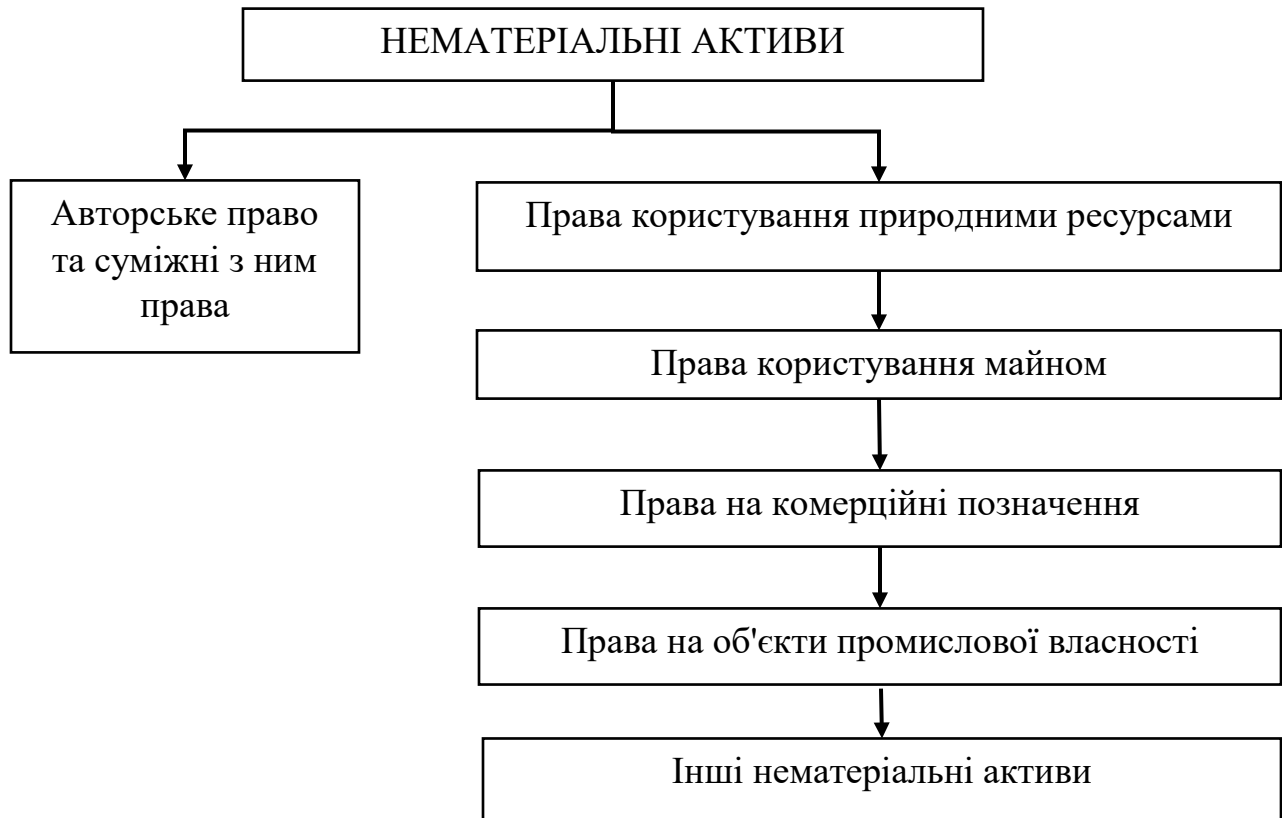 НЕМАТЕРІАЛЬНІ АКТИВИ
Авторське право
та суміжні з ним
права
Права користування природними ресурсами
Права користування майном
Права на комерційні позначення
Права на об'єкти промислової власності
Інші нематеріальні активи